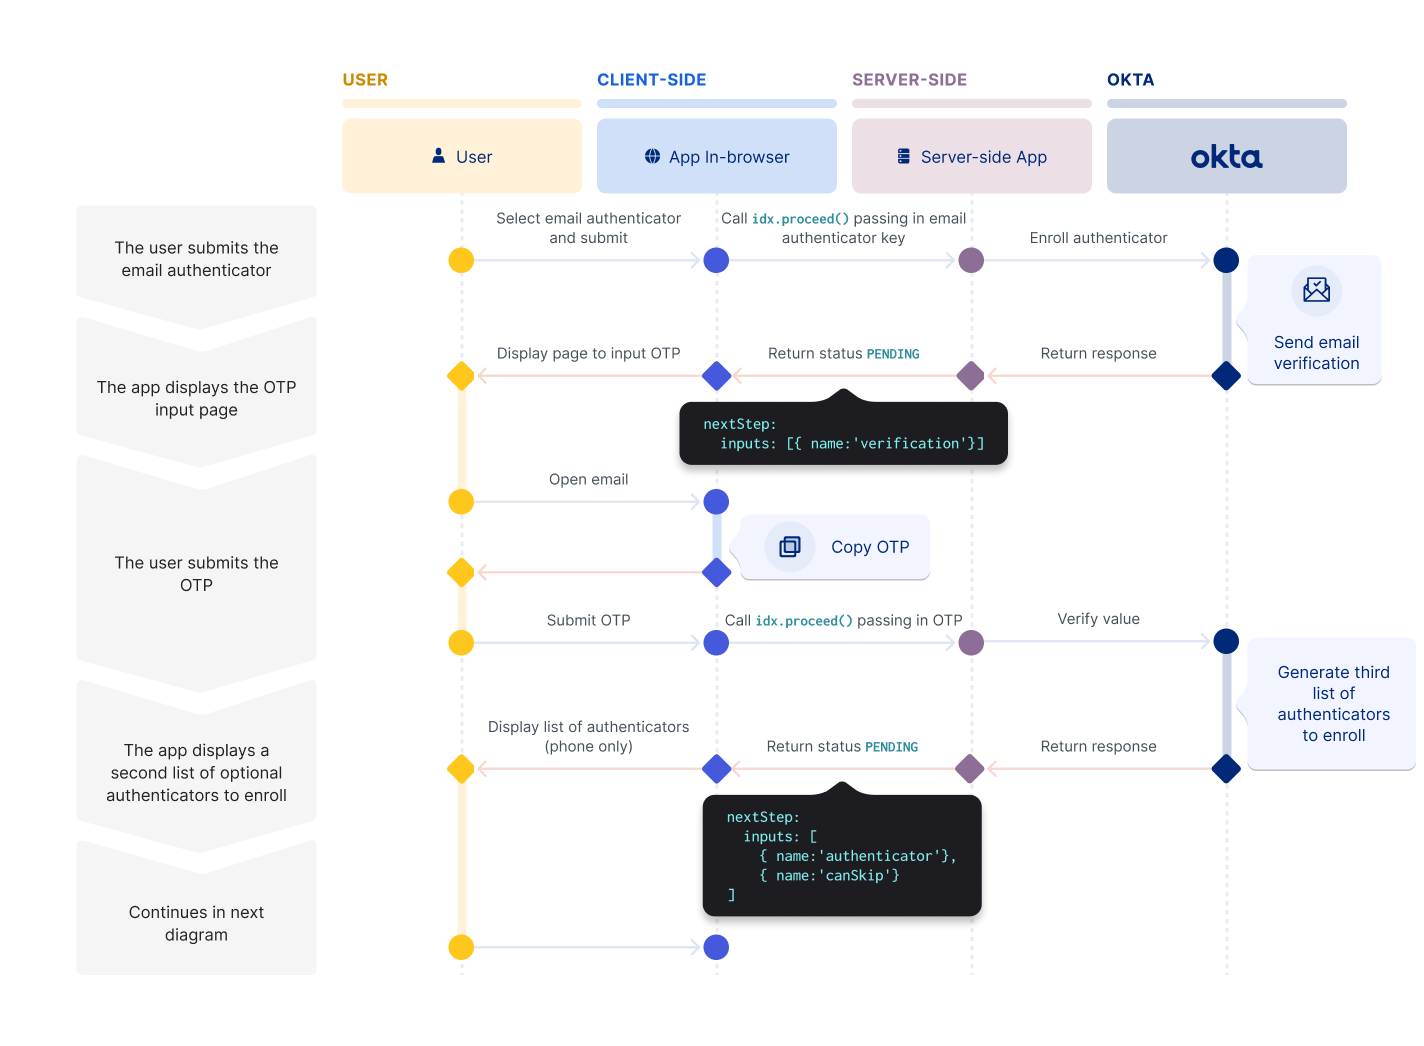 USER
CLIENT-SIDE
SERVER-SIDE
OKTA
User
App In-browser
Server-side App
okta
The user submits the
email authenticator
Select email authenticator
and submit
Call idx.proceed() passing in email
authenticator key
Enroll authenticator
Send email
verification
The app displays the OTP
input page
Display page to input OTP
Return status PENDING
Return response
nextStep:
inputs: [{ name:'verification'}]
The user submits the
OTP
Open email
Copy OTP
Submit OTP
Call idx.proceed() passing in OTP
Verify value
Generate third
list of
authenticators
to enroll
The app displays a
second list of optional
authenticators to enroll
Display list of authenticators
(phone only)
Return status PENDING
Return response
nextStep:
inputs: [
{ name:'authenticator'},
{ name:'canSkip'}
]
Continues in next
diagram